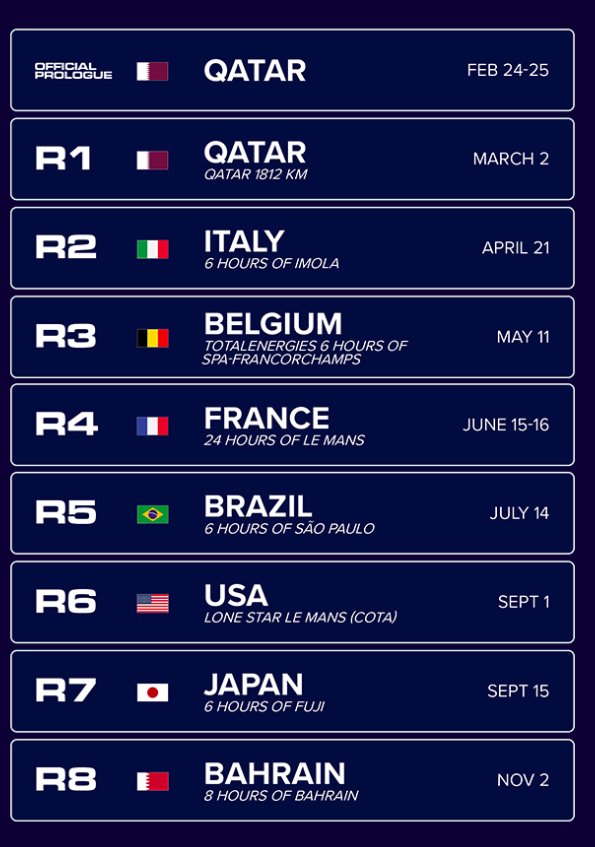 OFFICIAL
PROLOGUE
QATAR
FEB 24-25
R1
QATAR
QATAR 1812 KM
MARCH 2
R2
ITALY
6 HOURS OF IMOLA
APRIL 21
R3
BELGIUM
TOTALENERGIES 6 HOURS OF
SPA-FRANCORCHAMPS
MAY 11
R4
FRANCE
24 HOURS OF LE MANS
JUNE 15-16
R5
BRAZIL
6 HOURS OF SÃO PAULO
JULY 14
R6
USA
LONE STAR LE MANS (COTA)
SEPT 1
R7
JAPAN
6 HOURS OF FUJI
SEPT 15
R8
BAHRAIN
8 HOURS OF BAHRAIN
NOV 2